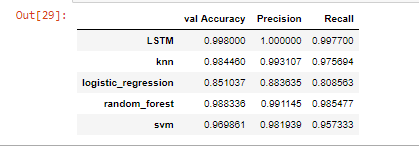 Out[29]:
val Accuracy Precision Recall
LSTM 0.998000 1.000000 0.997700
knn 0.984460 0.993107 0.975694
logistic_regression 0.851037 0.883635 0.808563
random_forest 0.988336 0.991145 0.985477
svm 0.969861 0.981939 0.957333